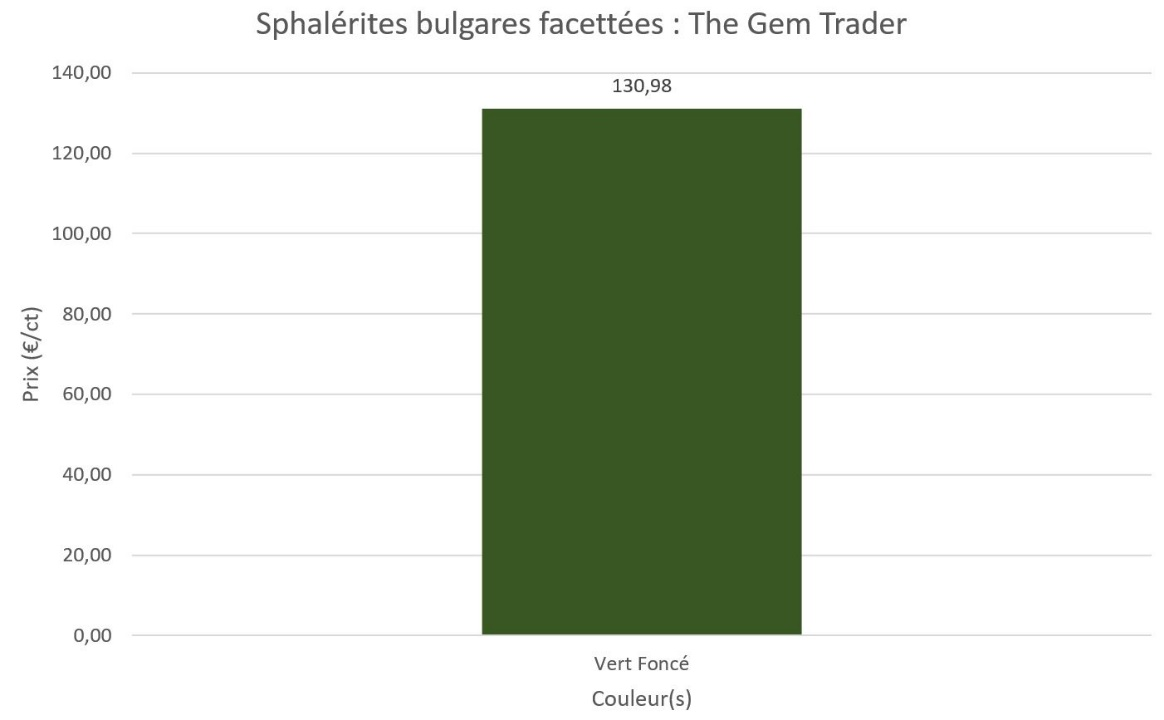 Sphalérites bulgares facettées : The Gem Trader
140,00
130,98
120,00
100,00
80,00
60,00
40,00
20,00
0,00
Prix (€/ct)
Vert Foncé
Couleur(s)